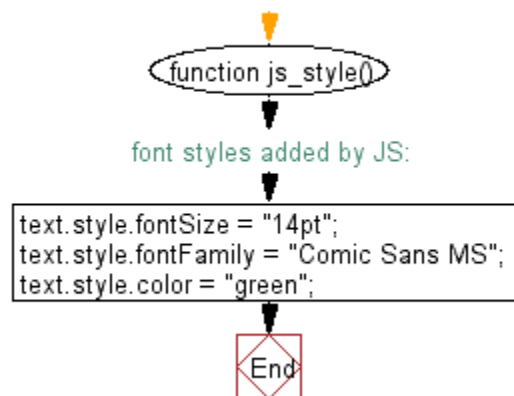 function js_style()
font styles added by JS:
text.style.fontSize = "14pt";
text.style.fontFamily = "Comic Sans MS";
text.style.color = "green";
End